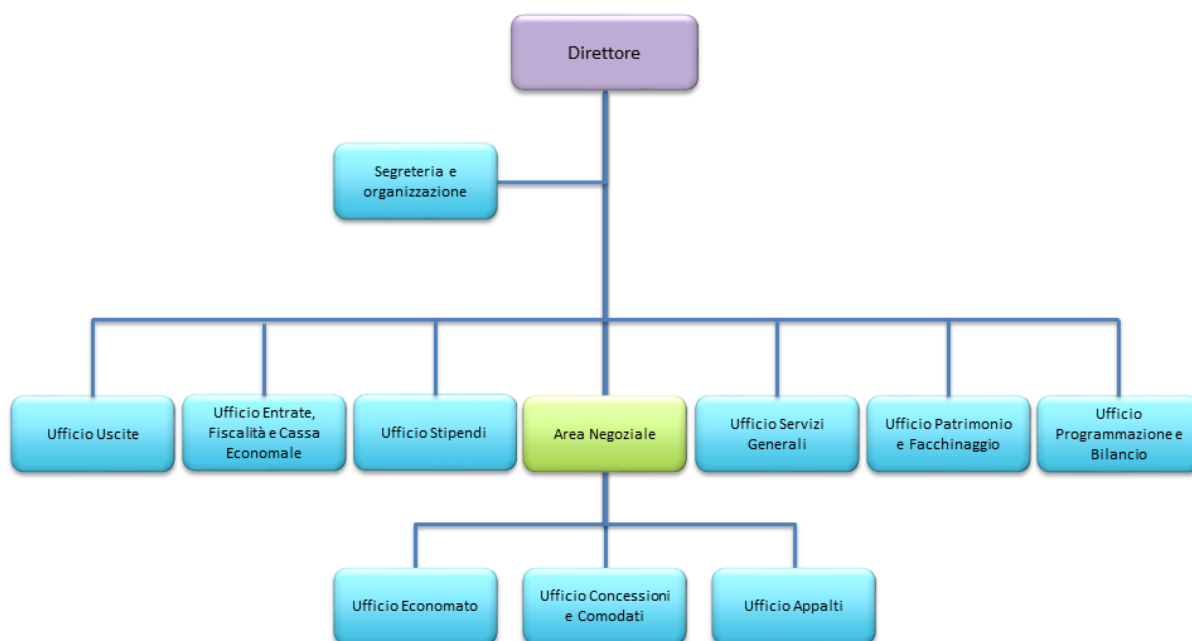 Direttore
Segreteria e
organizzazione
Ufficio Uscite
Ufficio Entrate,
Fiscalità e Cassa
Economale
Ufficio Stipendi
Area Negoziale
Ufficio Servizi
Generali
Ufficio Patrimonio
e Facchinaggio
Ufficio
Programmazione e
Bilancio
Ufficio Economato
Ufficio Concessioni
e Comodati
Ufficio Appalti